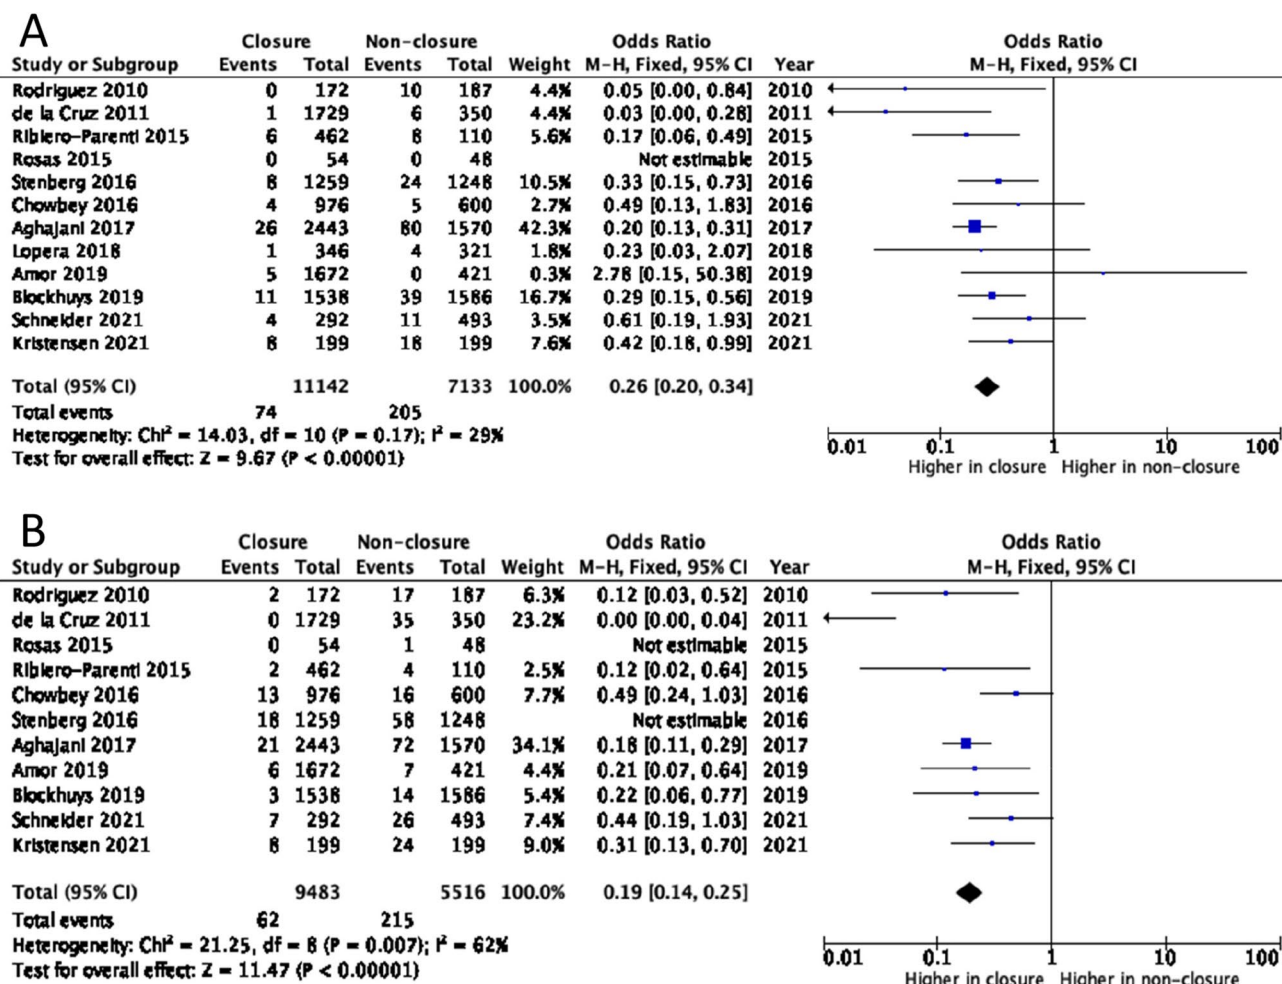 A
Closure Non-closure Odds Ratio Odds Ratio
Study or Subgroup Events Total Events Total Weight M-H, Fixed, 95% CI Year M-H, Fixed, 95% CI
Rodriguez 2010 0 172 10 187 4.4% 0.05 [0.00, 0.84] 2010
de la Cruz 2011 1 1729 6 350 4.4% 0.03 [0.00, 0.28] 2011
Ribiero-Parenti 2015 6 462 8 110 5.6% 0.17 [0.06, 0.49] 2015
Rosas 2015 0 54 0 48 Not estimable 2015
Stenberg 2016 8 1259 24 1248 10.5% 0.33 [0.15, 0.73] 2016
Chowbey 2016 4 976 5 600 2.7% 0.49 [0.13, 1.83] 2016
Aghajani 2017 26 2443 80 1570 42.3% 0.20 [0.13, 0.31] 2017
Lopera 2018 1 346 4 321 1.8% 0.23 [0.03, 2.07] 2018
Amor 2019 5 1672 0 421 0.3% 2.78 [0.15, 50.38] 2019
Blockhuys 2019 11 1538 39 1586 16.7% 0.29 [0.15, 0.56] 2019
Schneider 2021 4 292 11 493 3.5% 0.61 [0.19, 1.93] 2021
Kristensen 2021 8 199 18 199 7.6% 0.42 [0.18, 0.99] 2021
Total (95% CI) 11142 7133 100.0% 0.26 [0.20, 0.34]
Total events 74 205
Heterogeneity: Chi² = 14.03, df = 10 (P = 0.17); I² = 29%
Test for overall effect: Z = 9.67 (P < 0.00001)
0.01 0.1 1 10 100
Higher in closure Higher in non-closure
B
Closure Non-closure Odds Ratio Odds Ratio
Study or Subgroup Events Total Events Total Weight M-H, Fixed, 95% CI Year M-H, Fixed, 95% CI
Rodriguez 2010 2 172 17 187 6.3% 0.12 [0.03, 0.52] 2010
de la Cruz 2011 0 1729 35 350 23.2% 0.00 [0.00, 0.04] 2011
Rosas 2015 0 54 1 48 Not estimable 2015
Ribiero-Parenti 2015 2 462 4 110 2.5% 0.12 [0.02, 0.64] 2015
Chowbey 2016 13 976 16 600 7.7% 0.49 [0.24, 1.03] 2016
Stenberg 2016 18 1259 58 1248 Not estimable 2016
Aghajani 2017 21 2443 72 1570 34.1% 0.18 [0.11, 0.29] 2017
Amor 2019 6 1672 7 421 4.4% 0.21 [0.07, 0.64] 2019
Blockhuys 2019 3 1538 14 1586 5.4% 0.22 [0.06, 0.77] 2019
Schneider 2021 7 292 26 493 7.4% 0.44 [0.19, 1.03] 2021
Kristensen 2021 8 199 24 199 9.0% 0.31 [0.13, 0.70] 2021
Total (95% CI) 9483 5516 100.0% 0.19 [0.14, 0.25]
Total events 62 215
Heterogeneity: Chi² = 21.25, df = 8 (P = 0.007); I² = 62%
Test for overall effect: Z = 11.47 (P < 0.00001)
0.01 0.1 1 10 100
Higher in closure Higher in non-closure